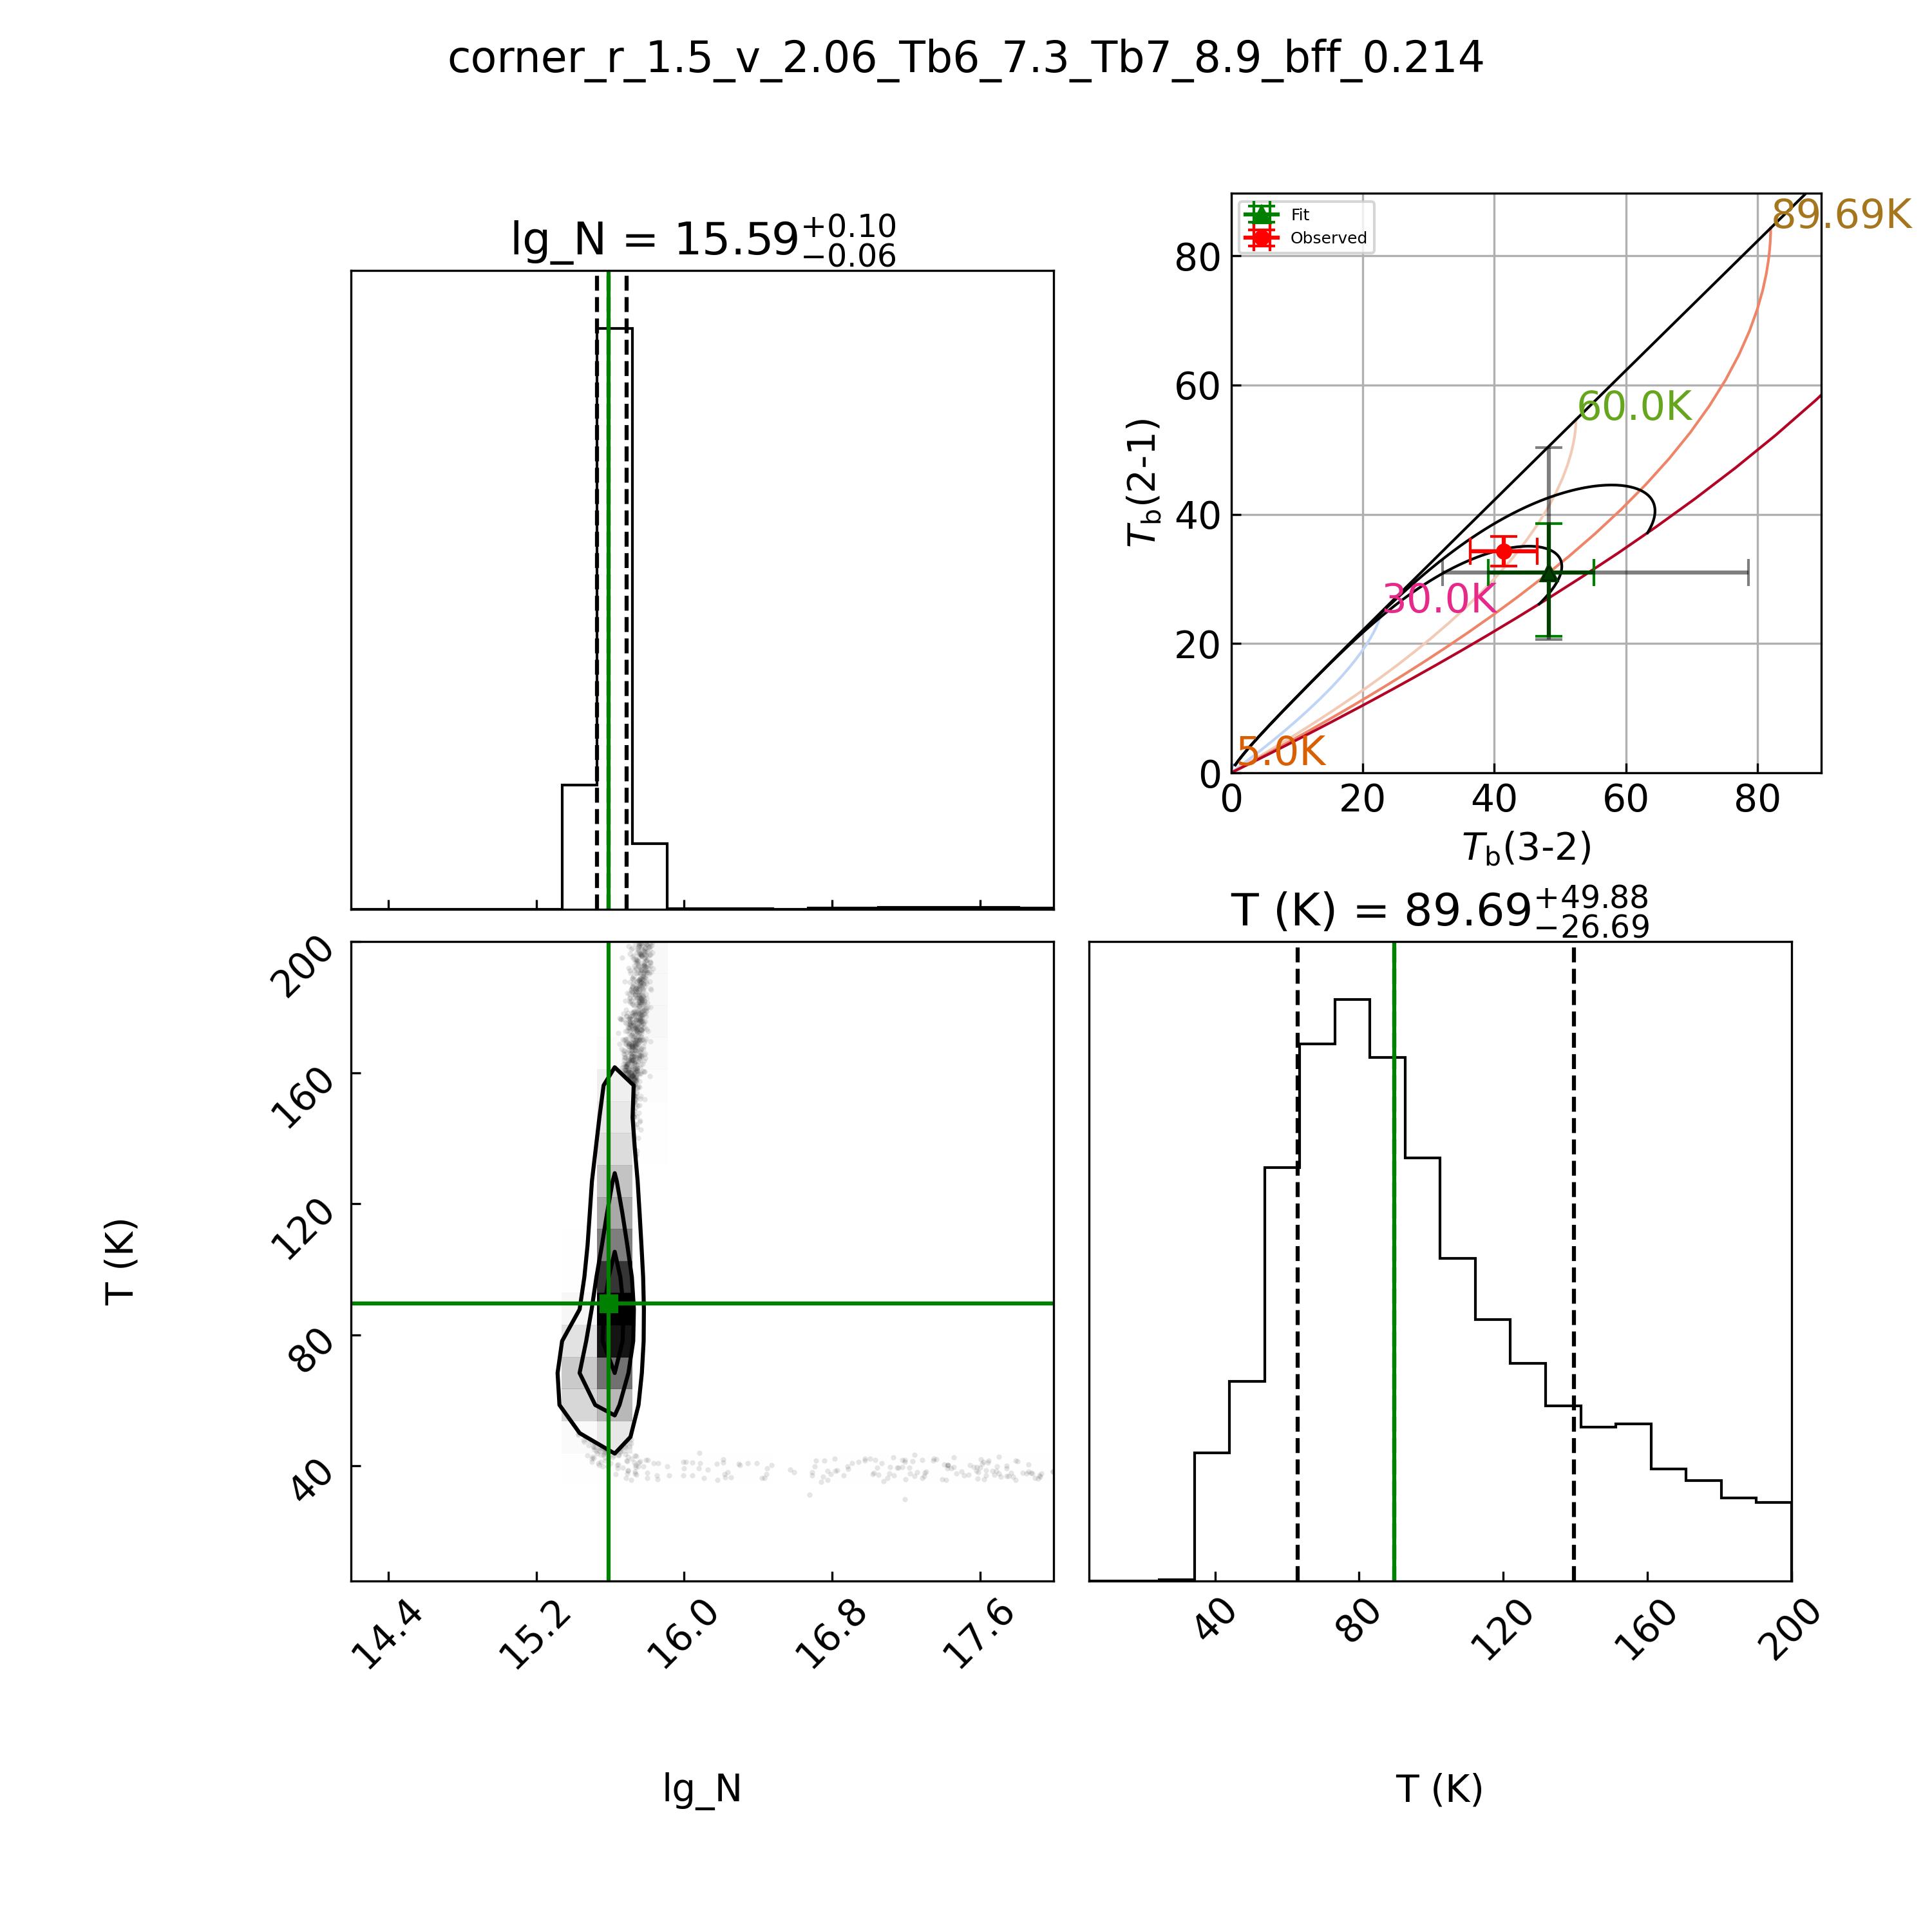 corner_r_1.5_v_2.06_Tb6_7.3_Tb7_8.9_bff_0.214
lg_N = 15.59+0.10−0.06
Fit
Observed
89.69K
60.0K
30.0K
5.0K
80
60
40
20
0
Tb(2-1)
0 20 40 60 80
Tb(3-2)
T (K) = 89.69+49.88−26.69
200
160
120
80
40
T (K)
14.4 15.2 16.0 16.8 17.6
lg_N
40 80 120 160 200
T (K)